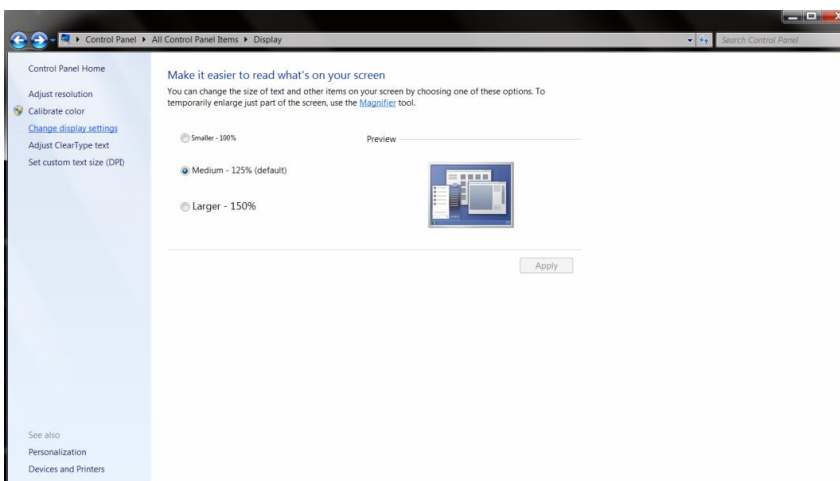 Control Panel ▸ All Control Panel Items ▸ Display
Search Control Panel
Control Panel Home
Adjust resolution
Calibrate color
Change display settings
Adjust ClearType text
Set custom text size (DPI)
See also
Personalization
Devices and Printers
Make it easier to read what's on your screen
You can change the size of text and other items on your screen by choosing one of these options. To
temporarily enlarge just part of the screen, use the Magnifier tool.
Smaller - 100%
Preview
Medium - 125% (default)
Larger - 150%
Apply